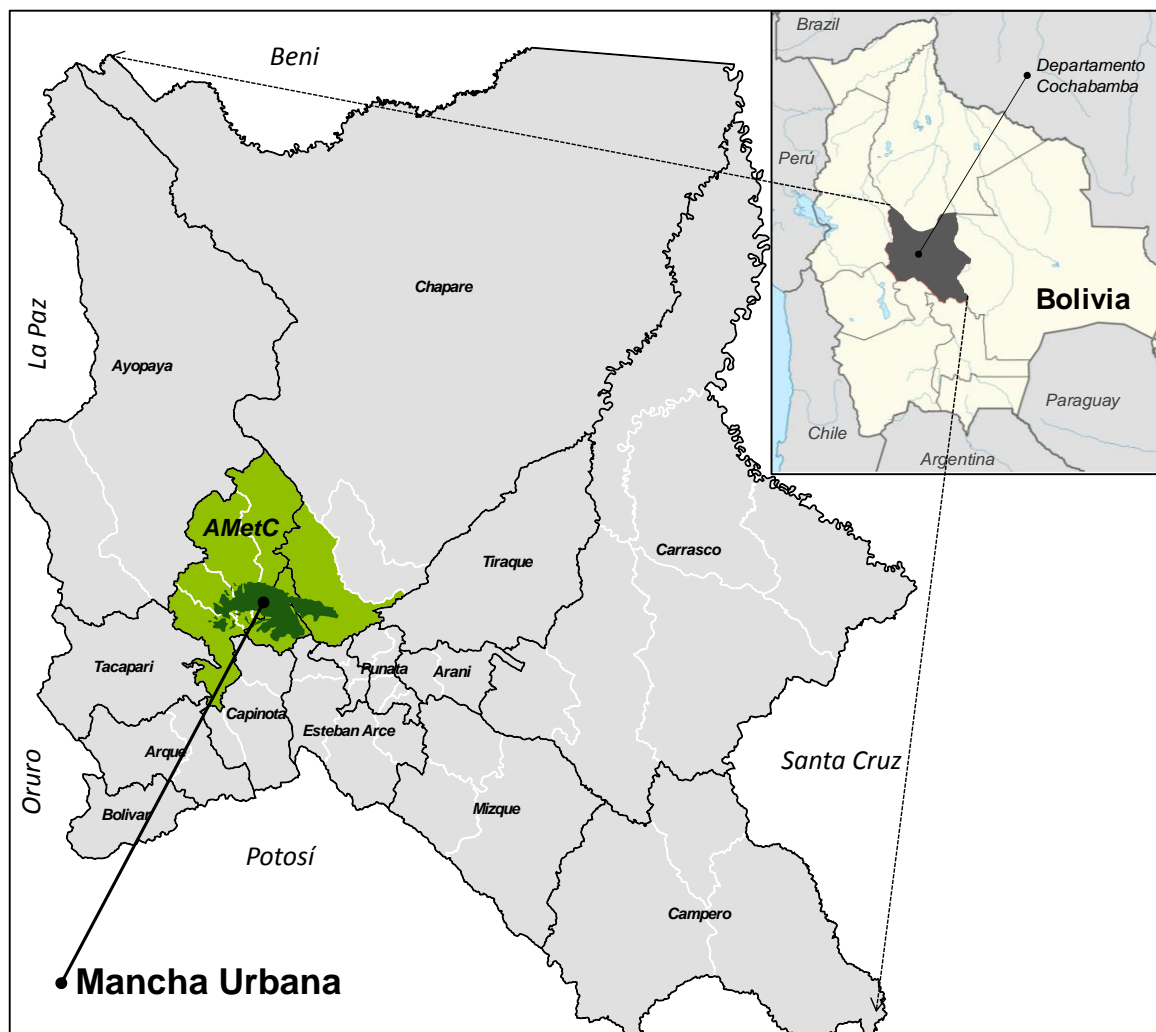 Beni
Brazil
Departamento
Cochabamba
Perú
La Paz
Chapare
Bolivia
Ayopaya
Paraguay
Chile
Argentina
AMetC
Tiraque
Carrasco
Tacapari
Punata
Arani
Capinota
Esteban Arce
Arque
Santa Cruz
Oruro
Mizque
Bolivar
Potosí
Campero
Mancha Urbana